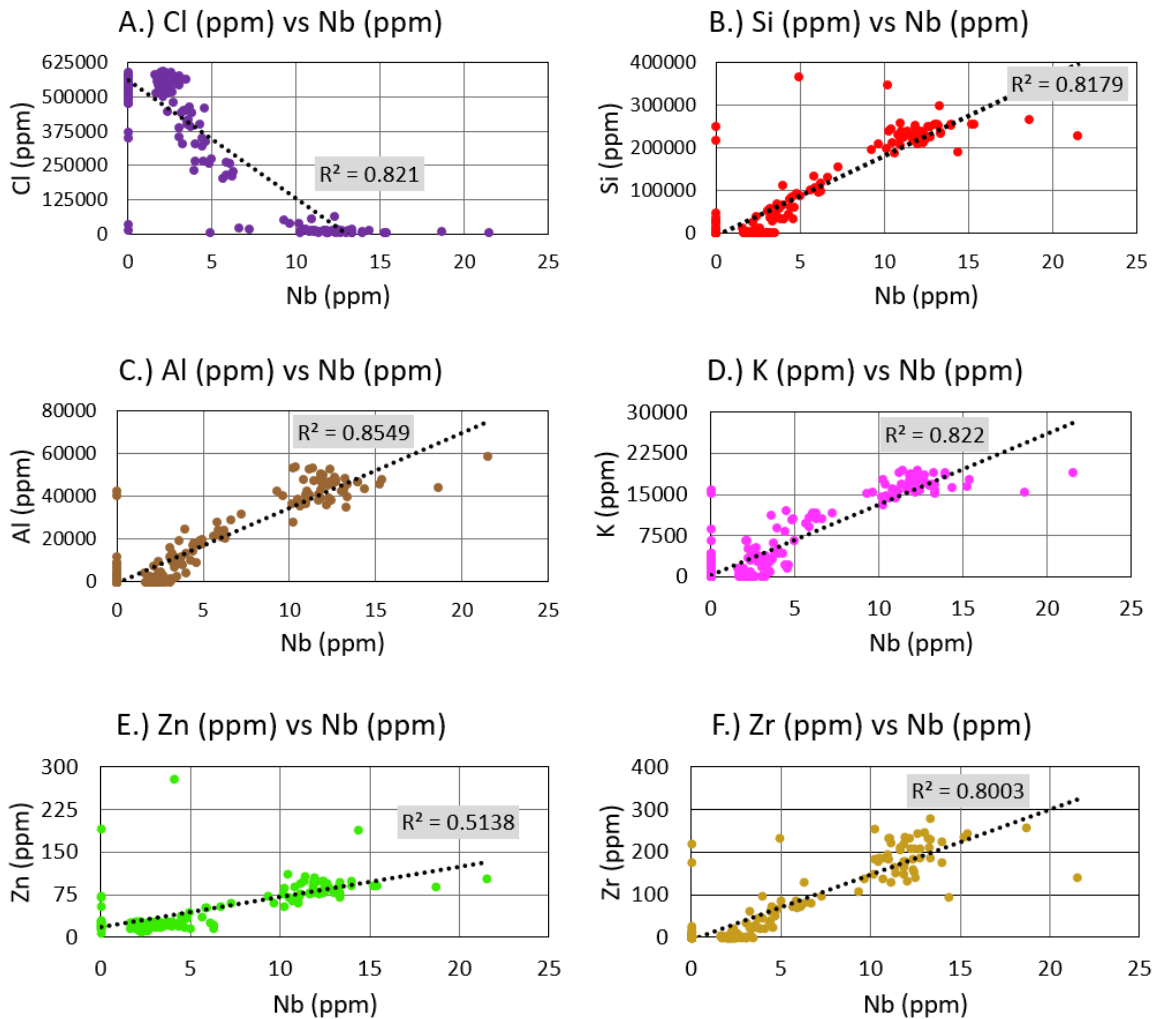 A.) Cl (ppm) vs Nb (ppm)
625000
500000
375000
250000
125000
0
Cl (ppm)
R² = 0.821
0 5 10 15 20 25
Nb (ppm)
B.) Si (ppm) vs Nb (ppm)
400000
300000
200000
100000
0
Si (ppm)
R² = 0.8179
0 5 10 15 20 25
Nb (ppm)
C.) Al (ppm) vs Nb (ppm)
80000
60000
40000
20000
0
Al (ppm)
R² = 0.8549
0 5 10 15 20 25
Nb (ppm)
D.) K (ppm) vs Nb (ppm)
30000
22500
15000
7500
0
K (ppm)
R² = 0.822
0 5 10 15 20 25
Nb (ppm)
E.) Zn (ppm) vs Nb (ppm)
300
225
150
75
0
Zn (ppm)
R² = 0.5138
0 5 10 15 20 25
Nb (ppm)
F.) Zr (ppm) vs Nb (ppm)
400
300
200
100
0
Zr (ppm)
R² = 0.8003
0 5 10 15 20 25
Nb (ppm)